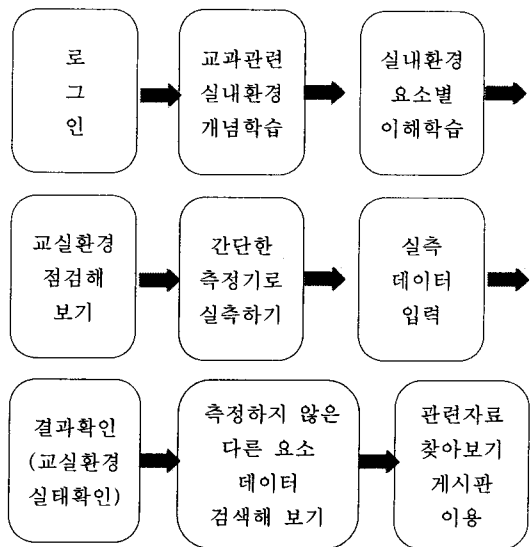 로
그
인
교과관련
실내환경
개념학습
실내환경
요소별
이해학습
교실환경
점검해
보기
간단한
측정기로
실측하기
실측
데이터
입력
결과확인
(교실환경
실태확인)
측정하지 않은
다른 요소
데이터
검색해 보기
관련자료
찾아보기
게시판
이용